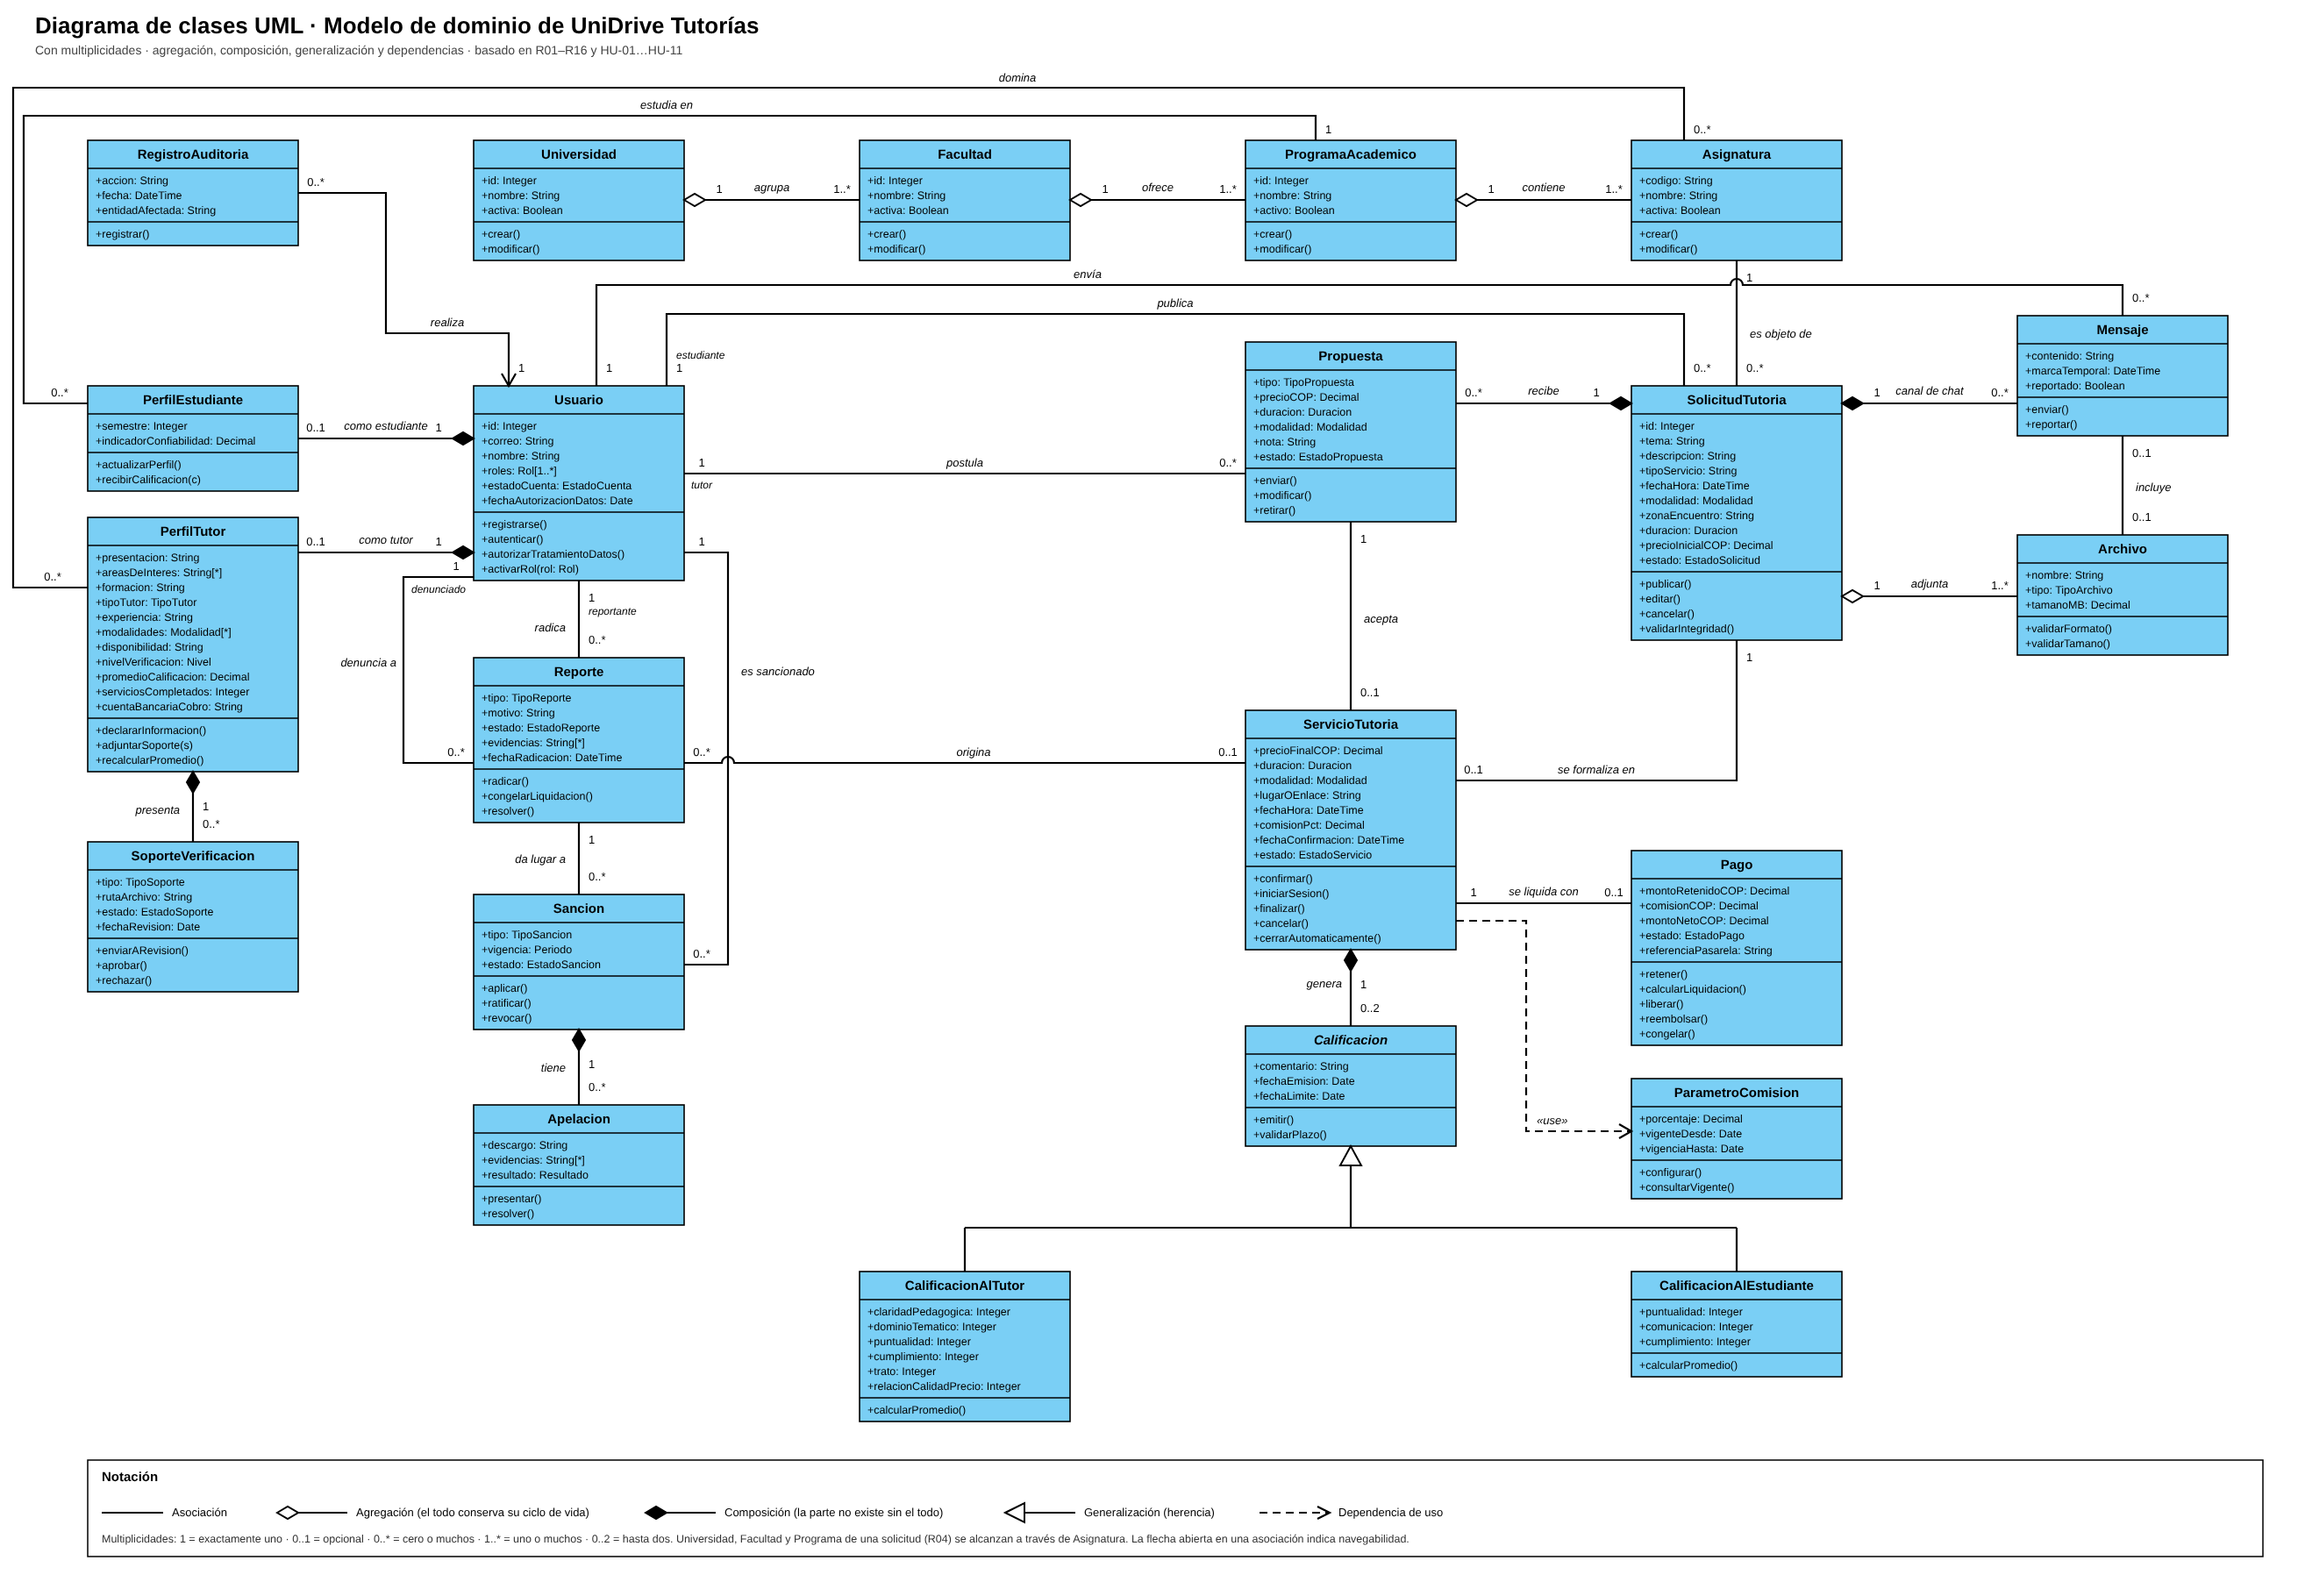 Diagrama de clases UML · Modelo de dominio de UniDrive Tutorías
Con multiplicidades · agregación, composición, generalización y dependencias · basado en R01–R16 y HU-01…HU-11
domina
estudia en
1
0..*
RegistroAuditoria
+accion: String
+fecha: DateTime
+entidadAfectada: String
+registrar()
0..*
realiza
1
Universidad
+id: Integer
+nombre: String
+activa: Boolean
+crear()
+modificar()
1
agrupa
1..*
Facultad
+id: Integer
+nombre: String
+activa: Boolean
+crear()
+modificar()
1
ofrece
1..*
ProgramaAcademico
+id: Integer
+nombre: String
+activo: Boolean
+crear()
+modificar()
1
contiene
1..*
Asignatura
+codigo: String
+nombre: String
+activa: Boolean
+crear()
+modificar()
envía
1
0..*
publica
estudiante
1
0..*
1
es objeto de
0..*
1
0..*
PerfilEstudiante
+semestre: Integer
+indicadorConfiabilidad: Decimal
+actualizarPerfil()
+recibirCalificacion(c)
0..1
como estudiante
1
Usuario
+id: Integer
+correo: String
+nombre: String
+roles: Rol[1..*]
+estadoCuenta: EstadoCuenta
+fechaAutorizacionDatos: Date
+registrarse()
+autenticar()
+autorizarTratamientoDatos()
+activarRol(rol: Rol)
1
tutor
postula
0..*
Propuesta
+tipo: TipoPropuesta
+precioCOP: Decimal
+duracion: Duracion
+modalidad: Modalidad
+nota: String
+estado: EstadoPropuesta
+enviar()
+modificar()
+retirar()
0..*
recibe
1
SolicitudTutoria
+id: Integer
+tema: String
+descripcion: String
+tipoServicio: String
+fechaHora: DateTime
+modalidad: Modalidad
+zonaEncuentro: String
+duracion: Duracion
+precioInicialCOP: Decimal
+estado: EstadoSolicitud
+publicar()
+editar()
+cancelar()
+validarIntegridad()
1
canal de chat
0..*
Mensaje
+contenido: String
+marcaTemporal: DateTime
+reportado: Boolean
+enviar()
+reportar()
0..1
incluye
0..1
1
adjunta
1..*
Archivo
+nombre: String
+tipo: TipoArchivo
+tamanoMB: Decimal
+validarFormato()
+validarTamano()
0..*
PerfilTutor
+presentacion: String
+areasDeInteres: String[*]
+formacion: String
+tipoTutor: TipoTutor
+experiencia: String
+modalidades: Modalidad[*]
+disponibilidad: String
+nivelVerificacion: Nivel
+promedioCalificacion: Decimal
+serviciosCompletados: Integer
+cuentaBancariaCobro: String
+declararInformacion()
+adjuntarSoporte(s)
+recalcularPromedio()
0..1
como tutor
1
1
denunciado
denuncia a
0..*
1
reportante
radica
0..*
1
es sancionado
0..*
Reporte
+tipo: TipoReporte
+motivo: String
+estado: EstadoReporte
+evidencias: String[*]
+fechaRadicacion: DateTime
+radicar()
+congelarLiquidacion()
+resolver()
0..*
origina
0..1
1
acepta
0..1
ServicioTutoria
+precioFinalCOP: Decimal
+duracion: Duracion
+modalidad: Modalidad
+lugarOEnlace: String
+fechaHora: DateTime
+comisionPct: Decimal
+fechaConfirmacion: DateTime
+estado: EstadoServicio
+confirmar()
+iniciarSesion()
+finalizar()
+cancelar()
+cerrarAutomaticamente()
1
0..1
se formaliza en
presenta
1
0..*
SoporteVerificacion
+tipo: TipoSoporte
+rutaArchivo: String
+estado: EstadoSoporte
+fechaRevision: Date
+enviarARevision()
+aprobar()
+rechazar()
1
da lugar a
0..*
Sancion
+tipo: TipoSancion
+vigencia: Periodo
+estado: EstadoSancion
+aplicar()
+ratificar()
+revocar()
tiene
1
0..*
Apelacion
+descargo: String
+evidencias: String[*]
+resultado: Resultado
+presentar()
+resolver()
1
se liquida con
0..1
Pago
+montoRetenidoCOP: Decimal
+comisionCOP: Decimal
+montoNetoCOP: Decimal
+estado: EstadoPago
+referenciaPasarela: String
+retener()
+calcularLiquidacion()
+liberar()
+reembolsar()
+congelar()
genera
1
0..2
Calificacion
+comentario: String
+fechaEmision: Date
+fechaLimite: Date
+emitir()
+validarPlazo()
«use»
ParametroComision
+porcentaje: Decimal
+vigenteDesde: Date
+vigenciaHasta: Date
+configurar()
+consultarVigente()
CalificacionAlTutor
+claridadPedagogica: Integer
+dominioTematico: Integer
+puntualidad: Integer
+cumplimiento: Integer
+trato: Integer
+relacionCalidadPrecio: Integer
+calcularPromedio()
CalificacionAlEstudiante
+puntualidad: Integer
+comunicacion: Integer
+cumplimiento: Integer
+calcularPromedio()
Notación
Asociación
Agregación (el todo conserva su ciclo de vida)
Composición (la parte no existe sin el todo)
Generalización (herencia)
Dependencia de uso
Multiplicidades: 1 = exactamente uno · 0..1 = opcional · 0..* = cero o muchos · 1..* = uno o muchos · 0..2 = hasta dos. Universidad, Facultad y Programa de una solicitud (R04) se alcanzan a través de Asignatura. La flecha abierta en una asociación indica navegabilidad.